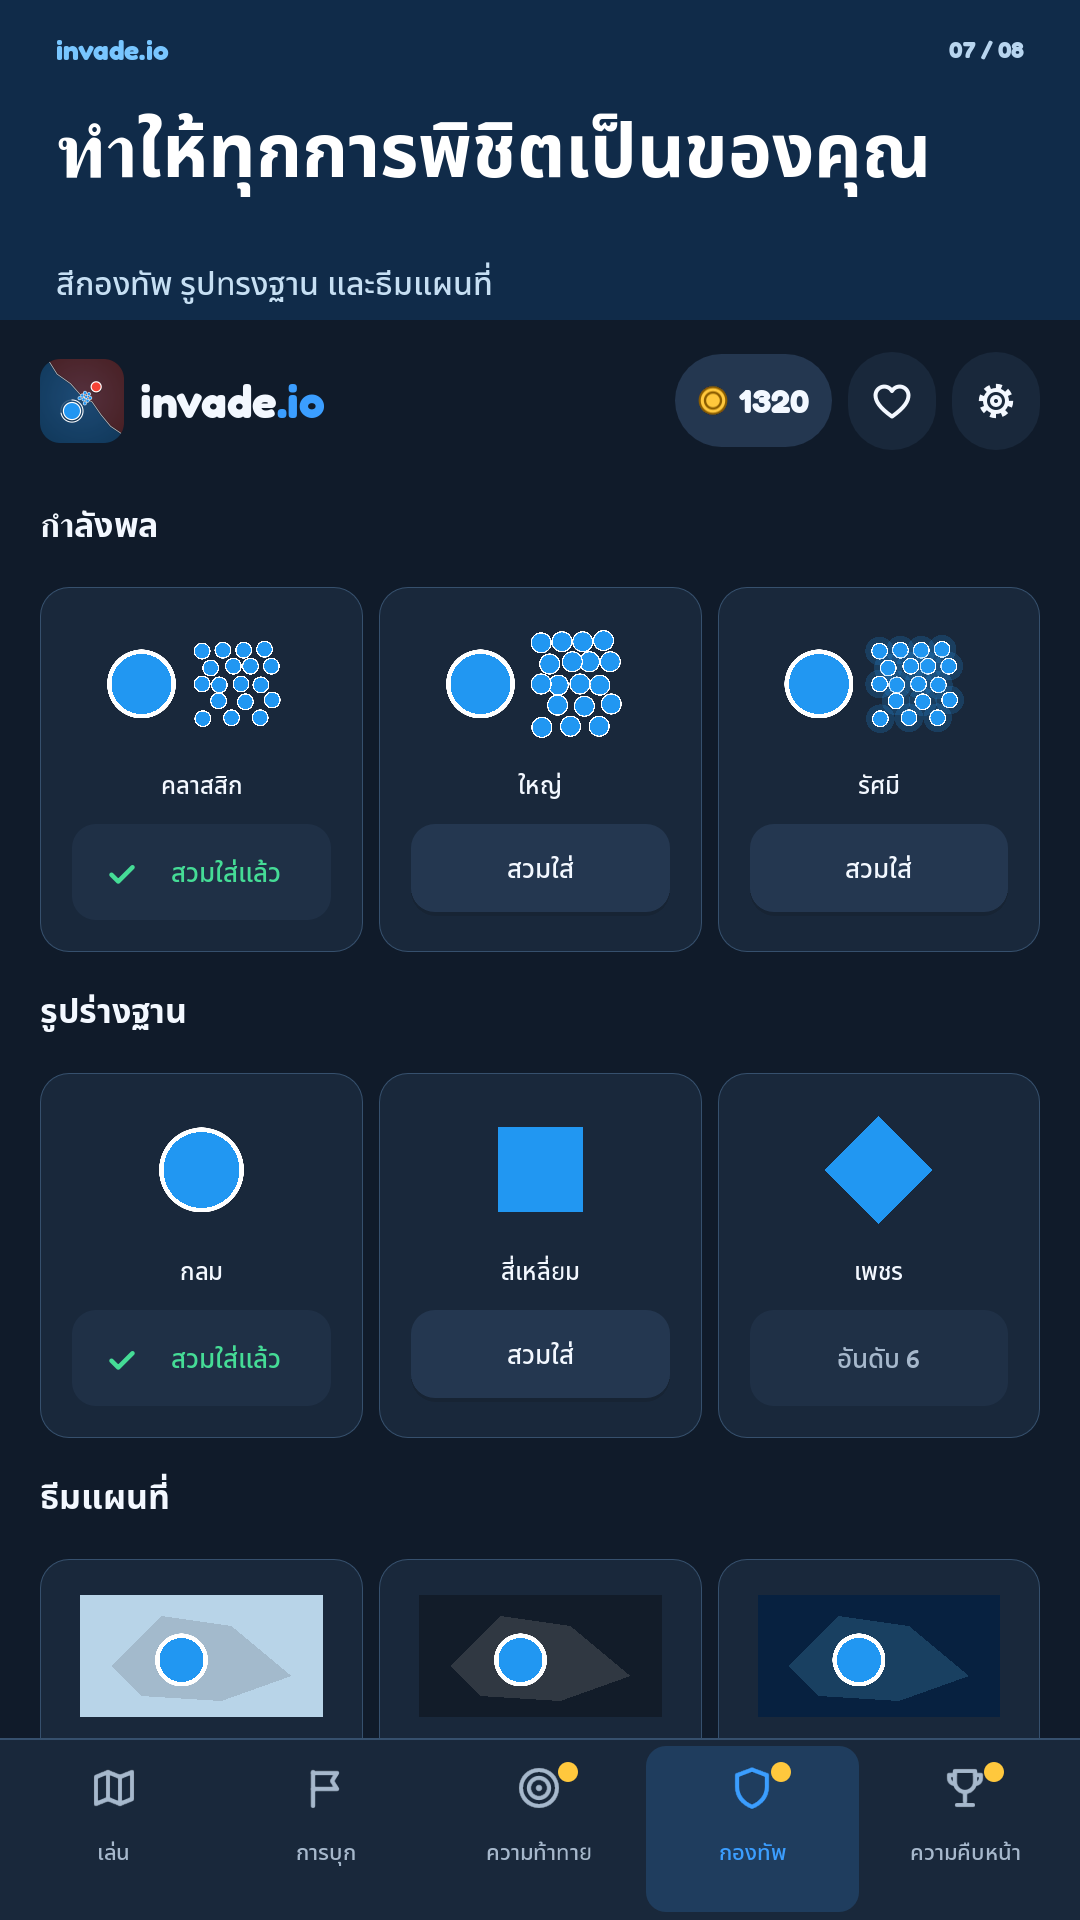 invade.io
07 / 08
ทำให้ทุกการพิชิตเป็นของคุณ
สีกองทัพ รูปทรงฐาน และธีมแผนที่
invade.io
1320
กำลังพล
คลาสสิก
ใหญ่
รัศมี
สวมใส่แล้ว
สวมใส่
สวมใส่
รูปร่างฐาน
กลม
สี่เหลี่ยม
เพชร
สวมใส่แล้ว
สวมใส่
อันดับ 6
ธีมแผนที่
เล่น
การบุก
ความท้าทาย
กองทัพ
ความคืบหน้า